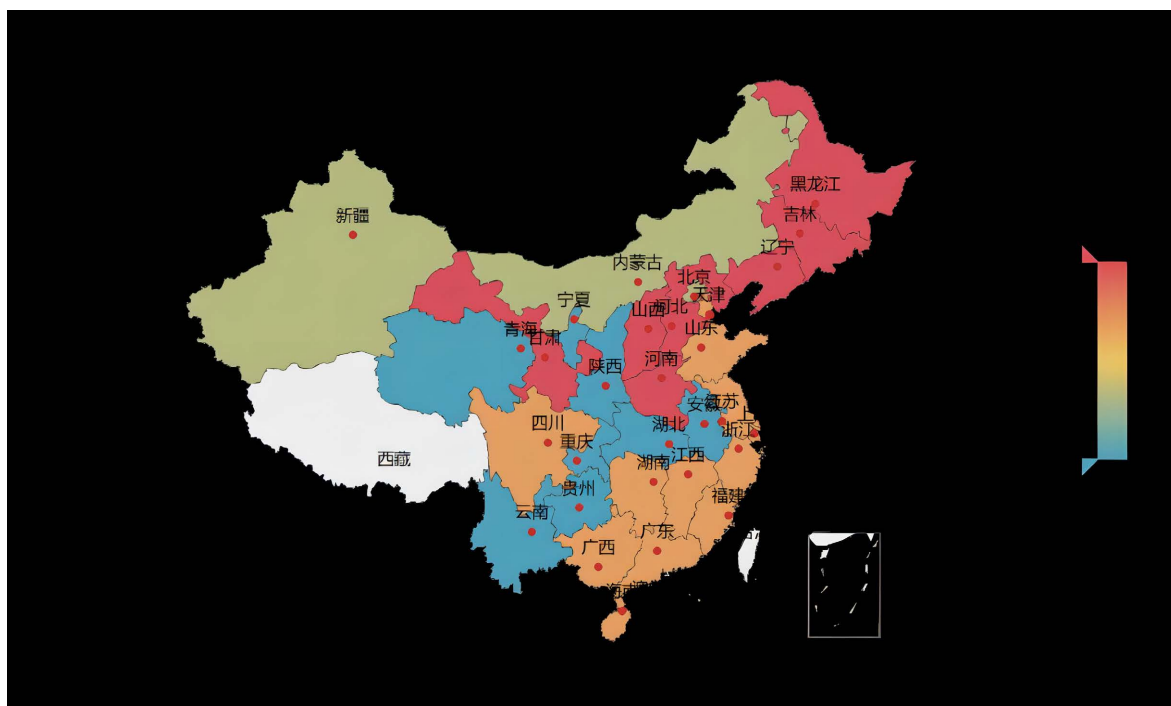 黑龙江
吉林
新疆
辽宁
内蒙古
北京
天津
宁夏
山西
河北
青海
甘肃
山东
陕西
河南
安徽
江苏
上
四川
湖北
浙江
重庆
西藏
湖南
江西
贵州
福建
云南
广西
广东
海南